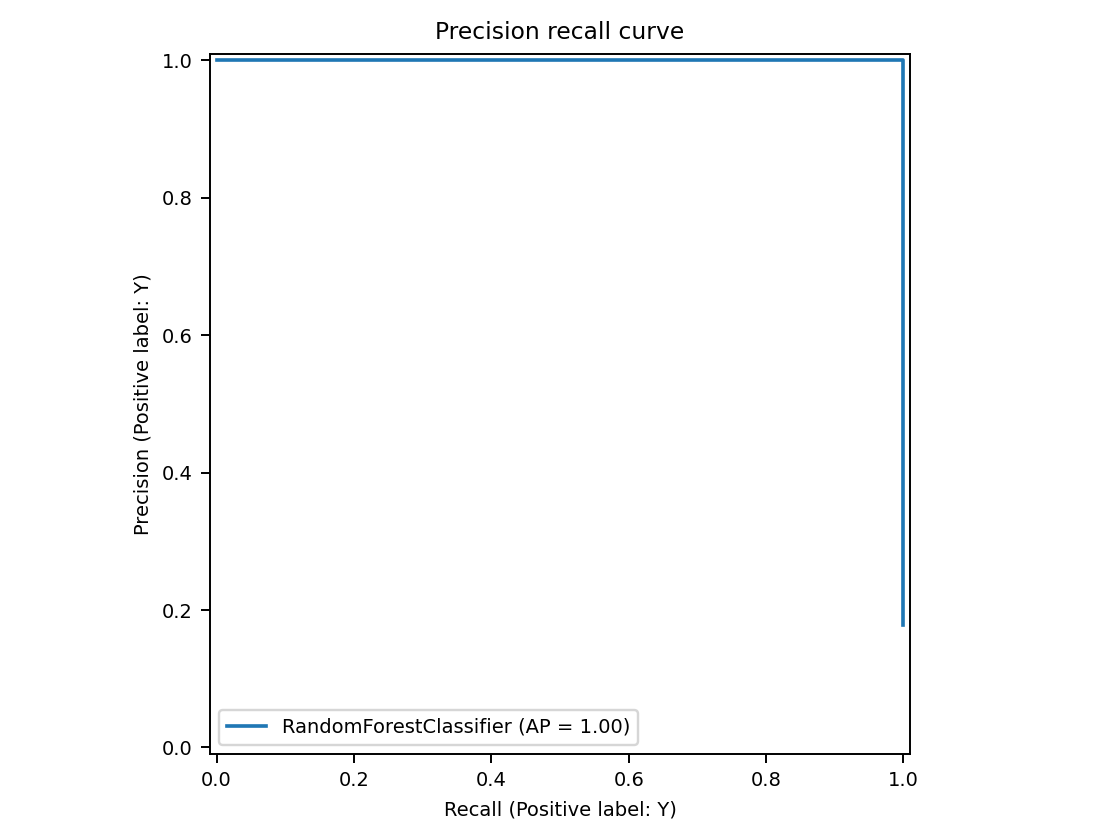 Precision recall curve
1.0
0.8
0.6
0.4
0.2
0.0
Precision (Positive label: Y)
RandomForestClassifier (AP = 1.00)
0.0 0.2 0.4 0.6 0.8 1.0
Recall (Positive label: Y)